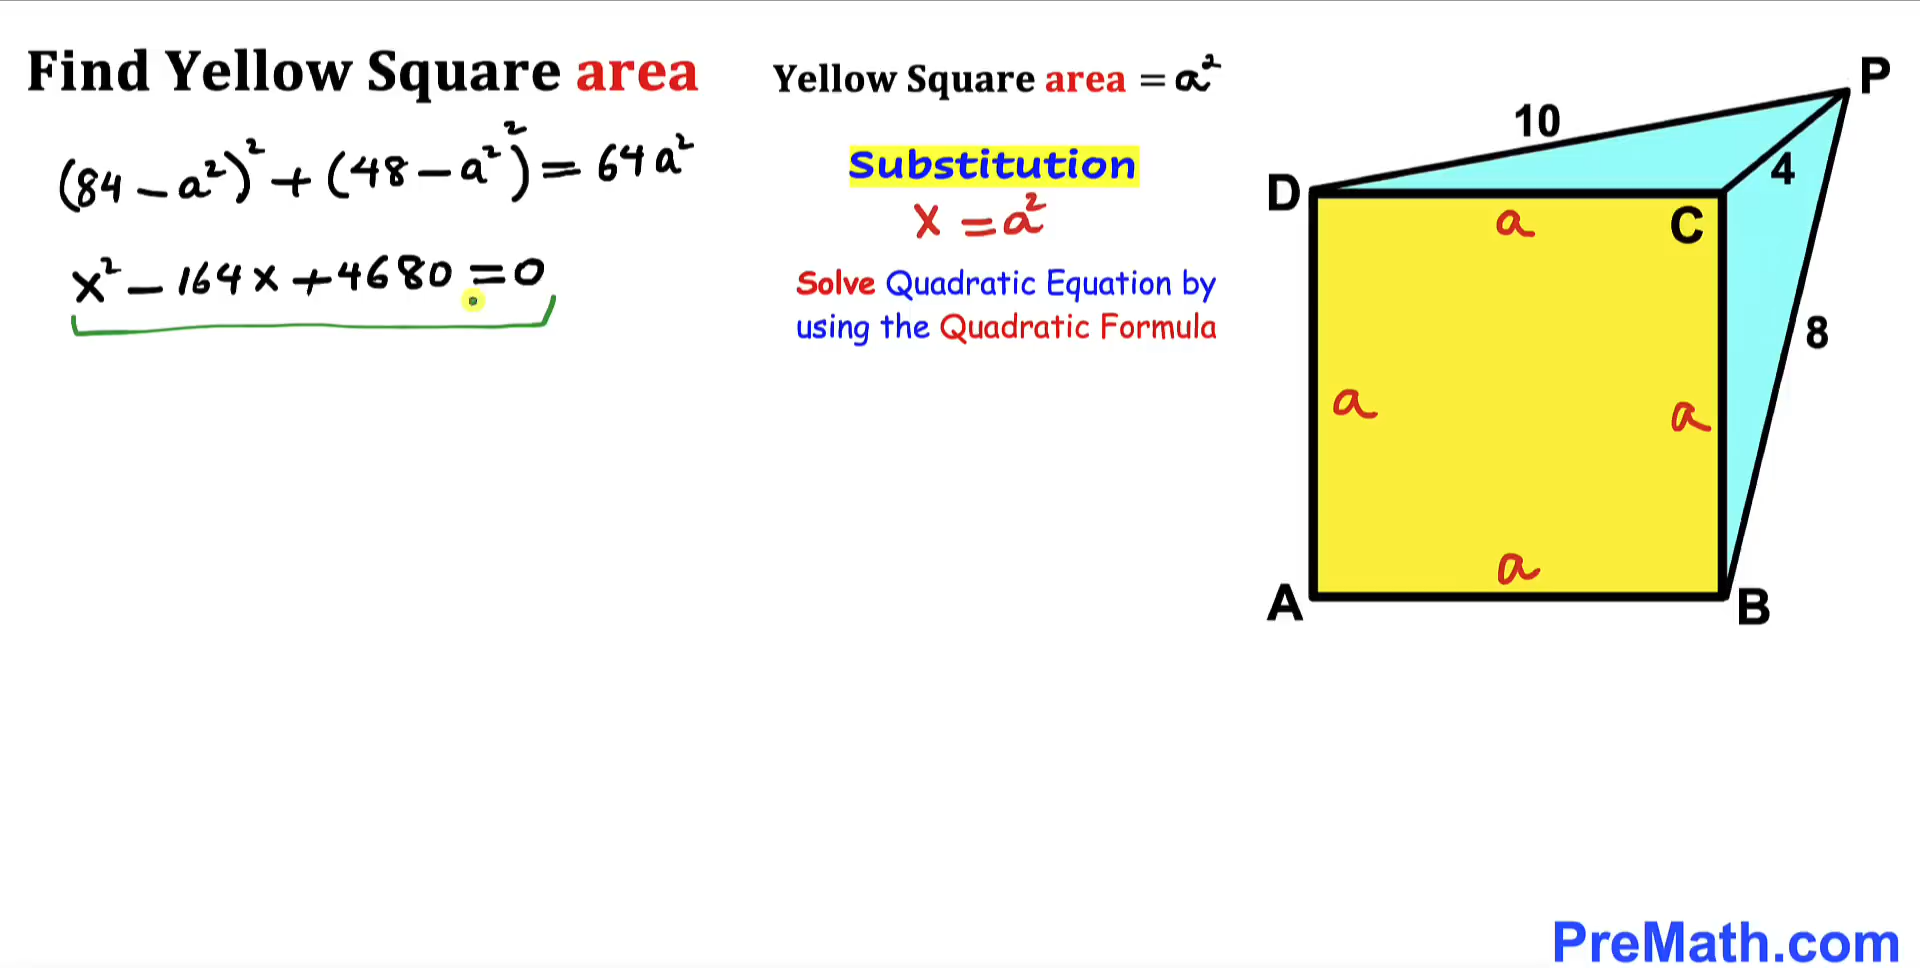 Find Yellow Square area
(84 – a²)² + (48 – a²)² = 64a²
x² – 164x + 4680 = 0
Yellow Square area = a²
Substitution
x = a²
Solve Quadratic Equation by
using the Quadratic Formula
P
10
4
D
a
C
8
a
a
a
A
B
PreMath.com